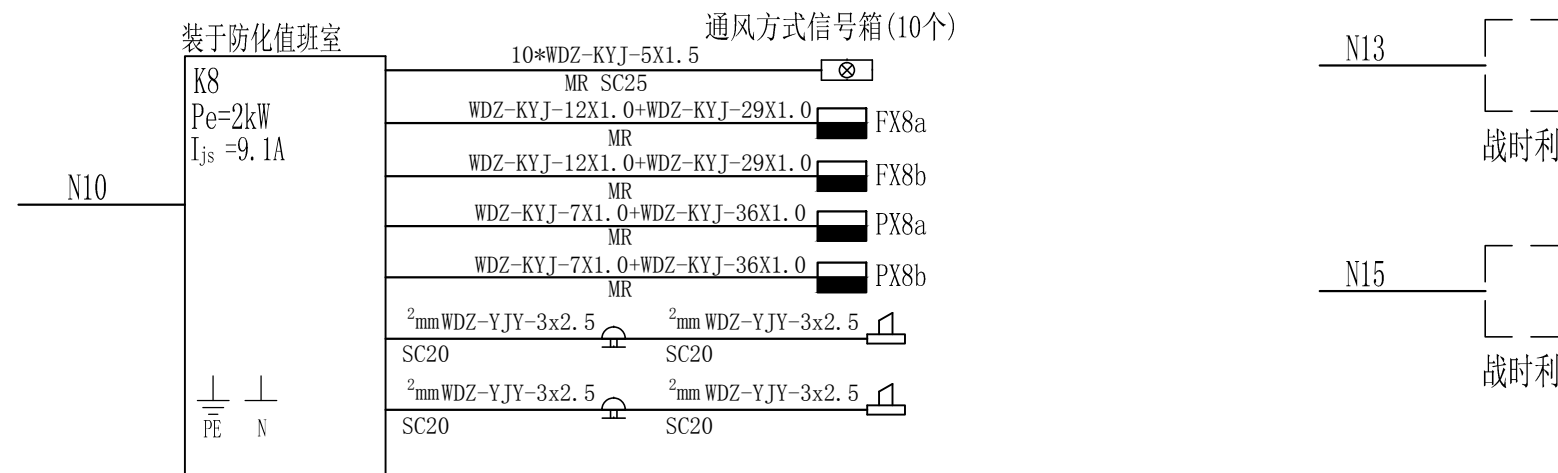 装于防化值班室
通风方式信号箱(10个)
K8
Pe=2kW
Ijs =9.1A
N10
10*WDZ-KYJ-5X1.5
MR SC25
WDZ-KYJ-12X1.0+WDZ-KYJ-29X1.0
MR
FX8a
WDZ-KYJ-12X1.0+WDZ-KYJ-29X1.0
MR
FX8b
WDZ-KYJ-7X1.0+WDZ-KYJ-36X1.0
MR
PX8a
WDZ-KYJ-7X1.0+WDZ-KYJ-36X1.0
MR
PX8b
2mmWDZ-YJY-3x2.5
SC20
2mmWDZ-YJY-3x2.5
SC20
2mmWDZ-YJY-3x2.5
SC20
2mmWDZ-YJY-3x2.5
SC20
PE
N
N13
战时利
N15
战时利